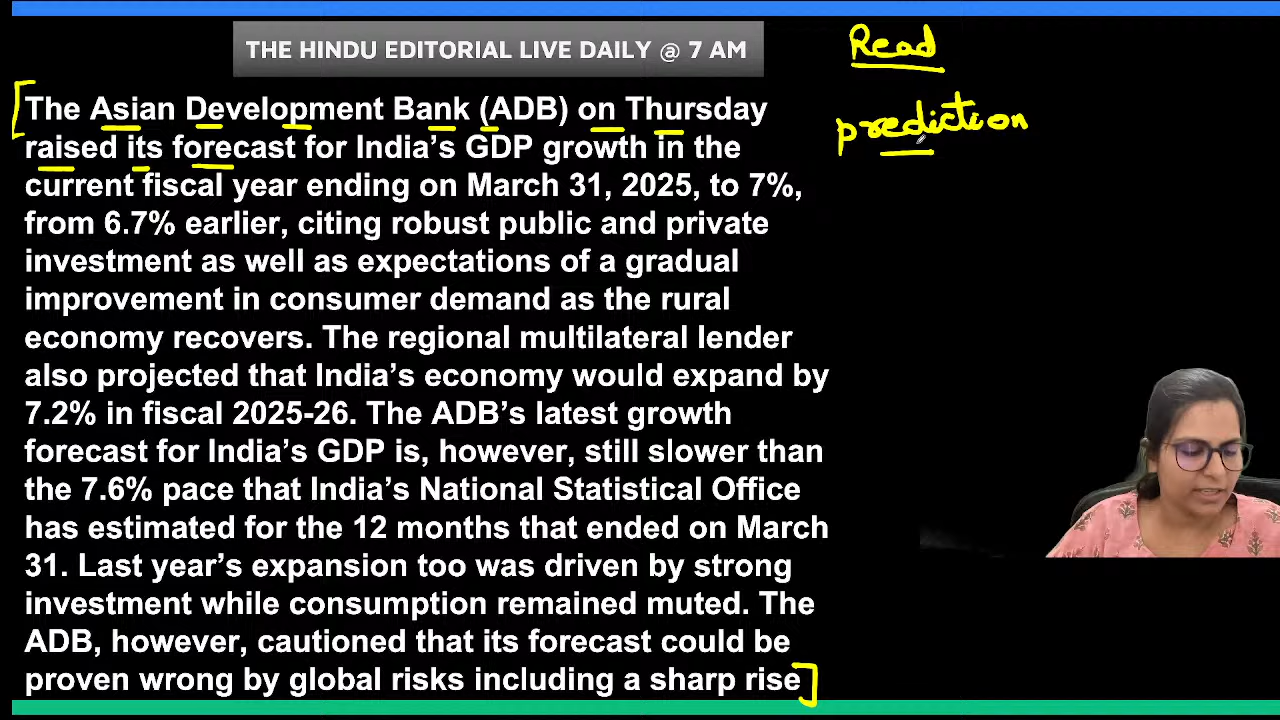 THE HINDU EDITORIAL LIVE DAILY @ 7 AM
Read
prediction
The Asian Development Bank (ADB) on Thursday
raised its forecast for India’s GDP growth in the
current fiscal year ending on March 31, 2025, to 7%,
from 6.7% earlier, citing robust public and private
investment as well as expectations of a gradual
improvement in consumer demand as the rural
economy recovers. The regional multilateral lender
also projected that India’s economy would expand by
7.2% in fiscal 2025-26. The ADB’s latest growth
forecast for India’s GDP is, however, still slower than
the 7.6% pace that India’s National Statistical Office
has estimated for the 12 months that ended on March
31. Last year’s expansion too was driven by strong
investment while consumption remained muted. The
ADB, however, cautioned that its forecast could be
proven wrong by global risks including a sharp rise